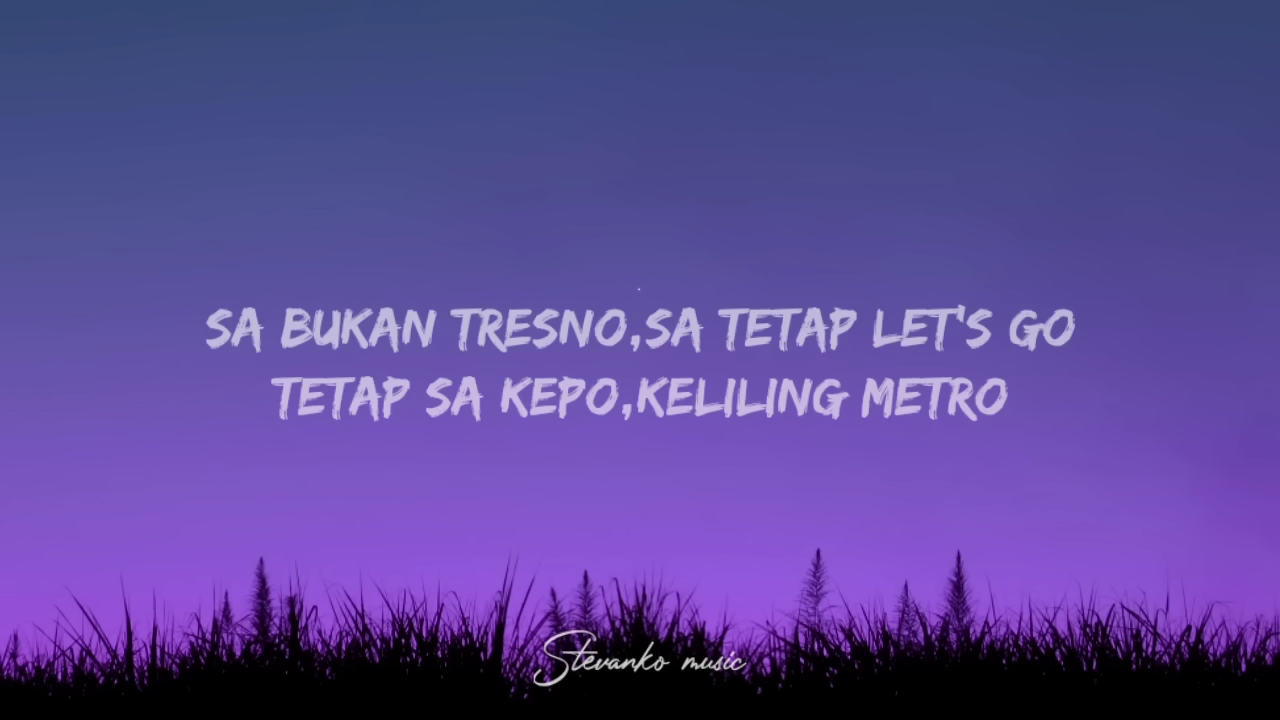 SA BUKAN TRESNO,SA TETAP LET'S GO
TETAP SA KEPO,KELILING METRO
Stevanko music